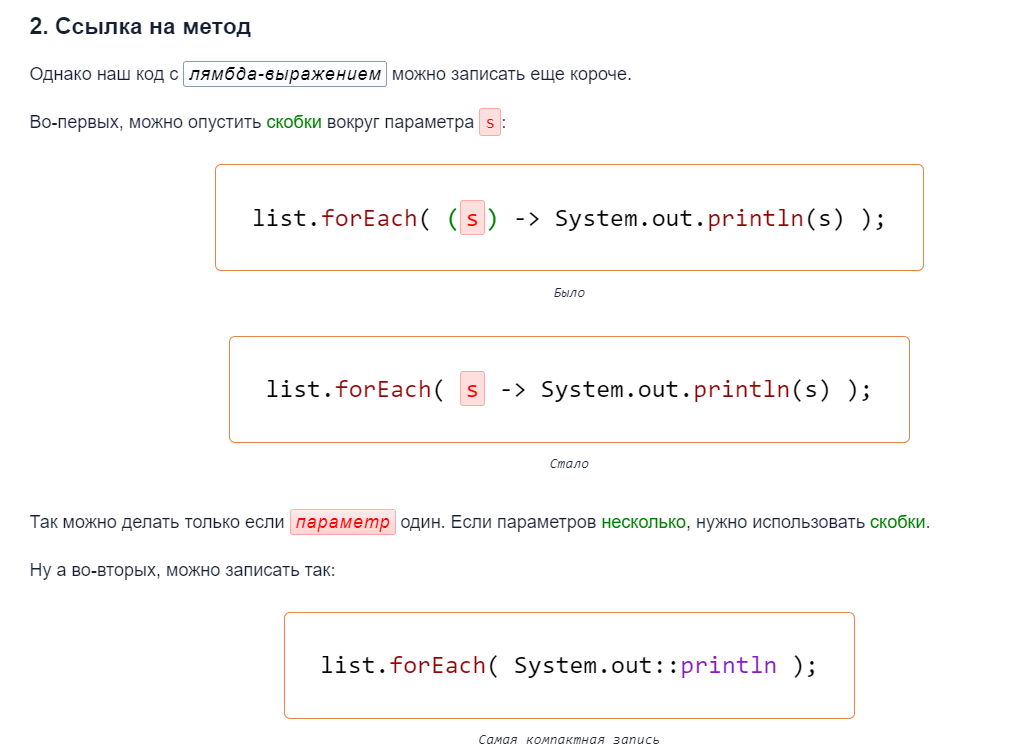 2. Ссылка на метод
Однако наш код с лямбда-выражением можно записать еще короче.
Во-первых, можно опустить скобки вокруг параметра s:
list.forEach( (s) -> System.out.println(s) );
Было
list.forEach( s -> System.out.println(s) );
Стало
Так можно делать только если параметр один. Если параметров несколько, нужно использовать скобки.
Ну а во-вторых, можно записать так:
list.forEach( System.out::println );
Самая компактная запись